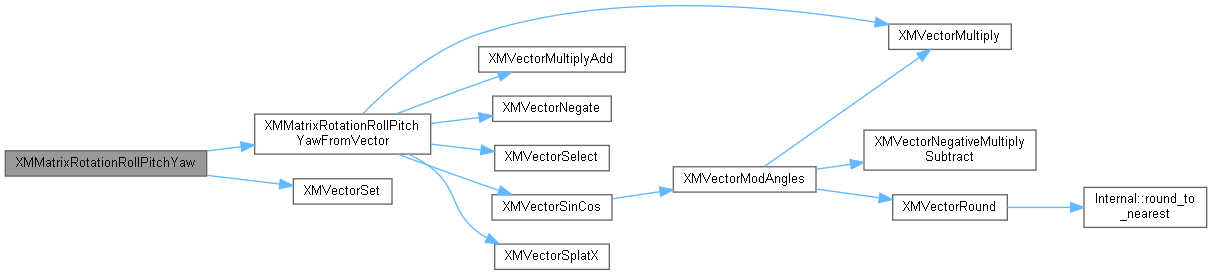 XMMatrixRotationRollPitchYaw
XMMatrixRotationRollPitch
YawFromVector
XMVectorSet
XMVectorMultiplyAdd
XMVectorNegate
XMVectorSelect
XMVectorSinCos
XMVectorSplatX
XMVectorModAngles
XMVectorMultiply
XMVectorNegativeMultiply
Subtract
XMVectorRound
Internal::round_to
_nearest